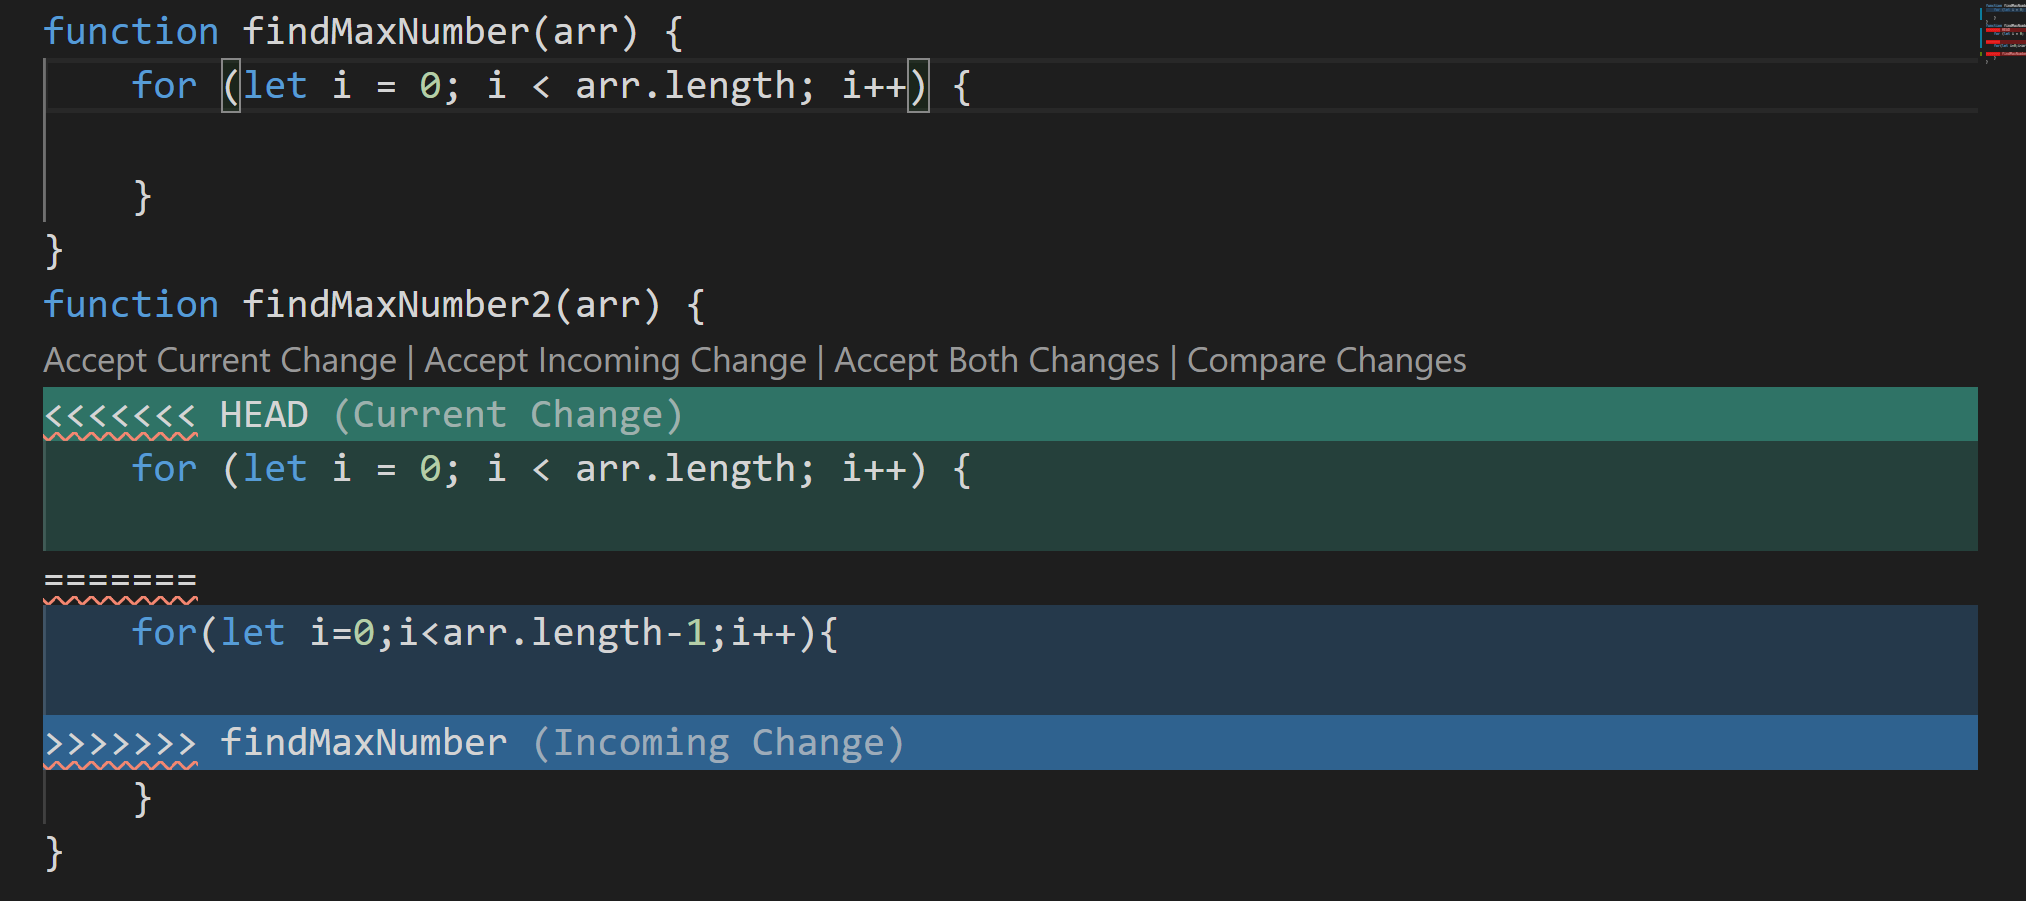 function findMaxNumber(arr) {
    for (let i = 0; i < arr.length; i++) {
    }
}
function findMaxNumber2(arr) {
Accept Current Change | Accept Incoming Change | Accept Both Changes | Compare Changes
<<<<<<< HEAD (Current Change)
    for (let i = 0; i < arr.length; i++) {
=======
    for(let i=0;i<arr.length-1;i++){
>>>>>>> findMaxNumber (Incoming Change)
    }
}